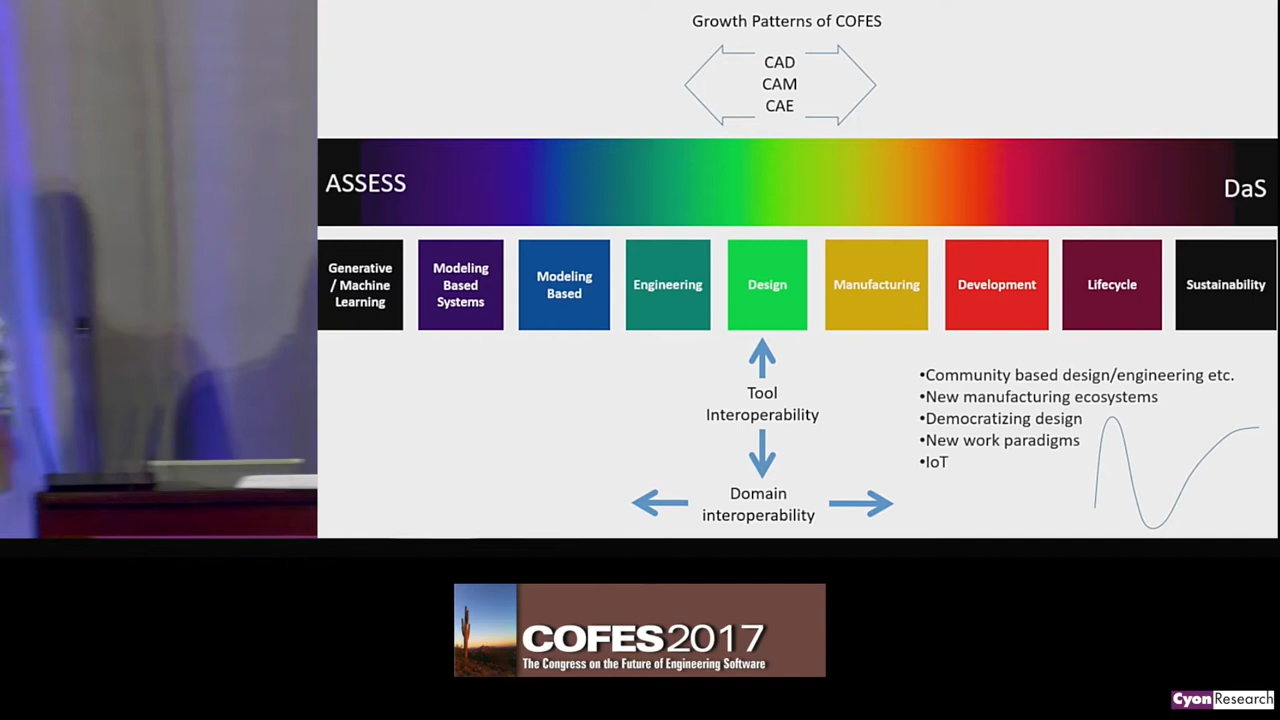 Growth Patterns of COFES
CAD
CAM
CAE
ASSESS
DaS
Generative
/ Machine
Learning
Modeling
Based
Systems
Modeling
Based
Engineering
Design
Manufacturing
Development
Lifecycle
Sustainability
Tool
Interoperability
Domain
interoperability
•Community based design/engineering etc.
•New manufacturing ecosystems
•Democratizing design
•New work paradigms
•IoT
COFES 2017
The Congress on the Future of Engineering Software
CyonResearch